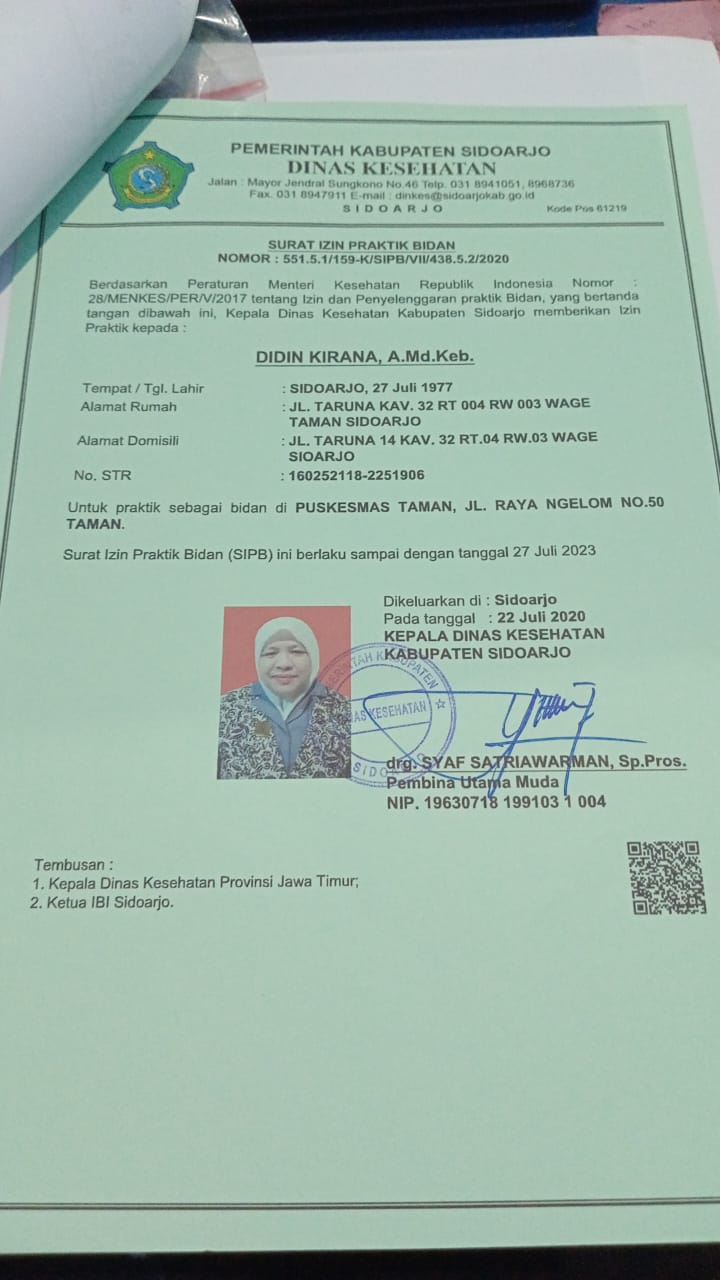 PEMERINTAH KABUPATEN SIDOARJO
DINAS KESEHATAN
Jalan : Mayor Jendral Sungkono No.46 Telp. 031 8941051, 8968736
Fax. 031 8947911 E-mail : dinkes@sidoarjokab.go.id
S I D O A R J O Kode Pos 61219
SURAT IZIN PRAKTIK BIDAN
NOMOR : 551.5.1/159-K/SIPB/VII/438.5.2/2020
Berdasarkan Peraturan Menteri Kesehatan Republik Indonesia Nomor :
28/MENKES/PER/V/2017 tentang Izin dan Penyelenggaran praktik Bidan, yang bertanda
tangan dibawah ini, Kepala Dinas Kesehatan Kabupaten Sidoarjo memberikan Izin
Praktik kepada :
DIDIN KIRANA, A.Md.Keb.
Tempat / Tgl. Lahir : SIDOARJO, 27 Juli 1977
Alamat Rumah : JL. TARUNA KAV. 32 RT 004 RW 003 WAGE
TAMAN SIDOARJO
Alamat Domisili : JL. TARUNA 14 KAV. 32 RT.04 RW.03 WAGE
SIOARJO
No. STR : 160252118-2251906
Untuk praktik sebagai bidan di PUSKESMAS TAMAN, JL. RAYA NGELOM NO.50
TAMAN.
Surat Izin Praktik Bidan (SIPB) ini berlaku sampai dengan tanggal 27 Juli 2023
Dikeluarkan di : Sidoarjo
Pada tanggal : 22 Juli 2020
KEPALA DINAS KESEHATAN
KABUPATEN SIDOARJO
KABUPATEN
KESEHATAN
drg. SYAF SATRIAWARMAN, Sp.Pros.
Pembina Utama Muda
NIP. 19630718 199103 1 004
Tembusan :
1. Kepala Dinas Kesehatan Provinsi Jawa Timur;
2. Ketua IBI Sidoarjo.